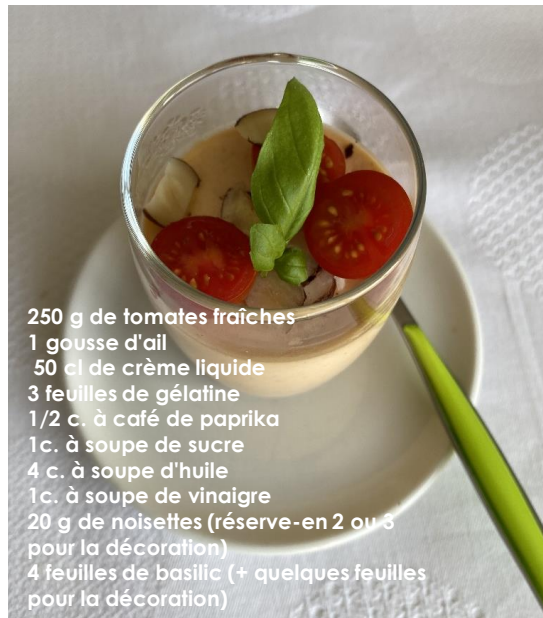 250 g de tomates fraîches
1 gousse d'ail
50 cl de crème liquide
3 feuilles de gélatine
1/2 c. à café de paprika
1c. à soupe de sucre
4 c. à soupe d'huile
1c. à soupe de vinaigre
20 g de noisettes (réserve-en 2 ou 3
pour la décoration)
4 feuilles de basilic (+ quelques feuilles
pour la décoration)